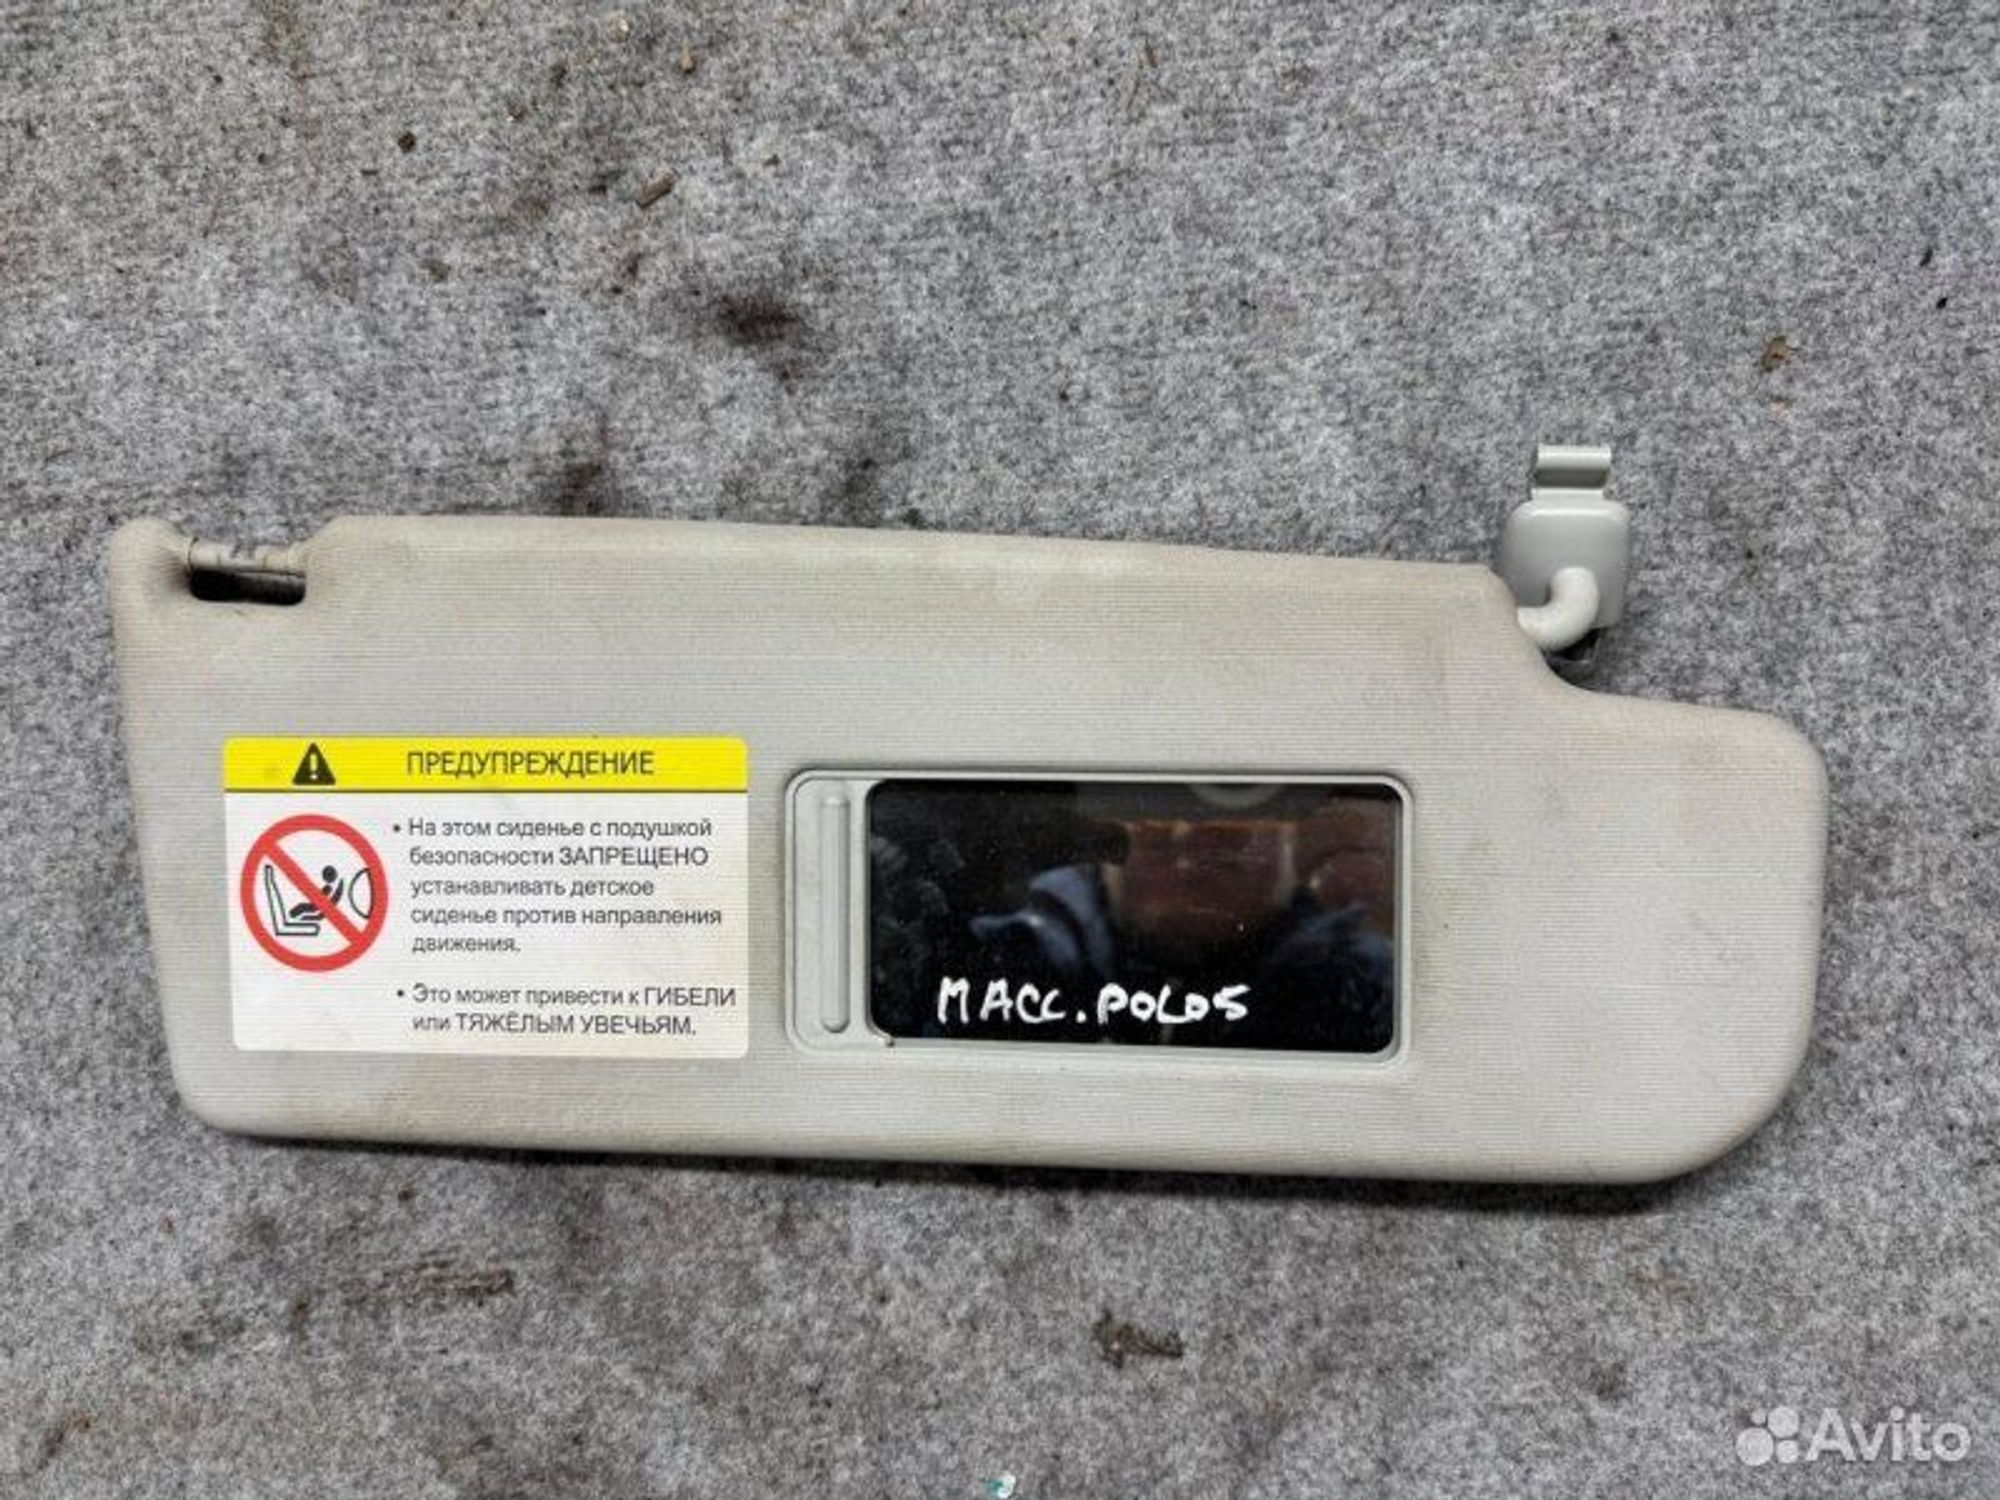 ПРЕДУПРЕЖДЕНИЕ
• На этом сиденье с подушкой
безопасности ЗАПРЕЩЕНО
устанавливать детское
сиденье против направления
движения.
• Это может привести к ГИБЕЛИ
или ТЯЖЁЛЫМ УВЕЧЬЯМ.
МАСС. POLO5
Avito